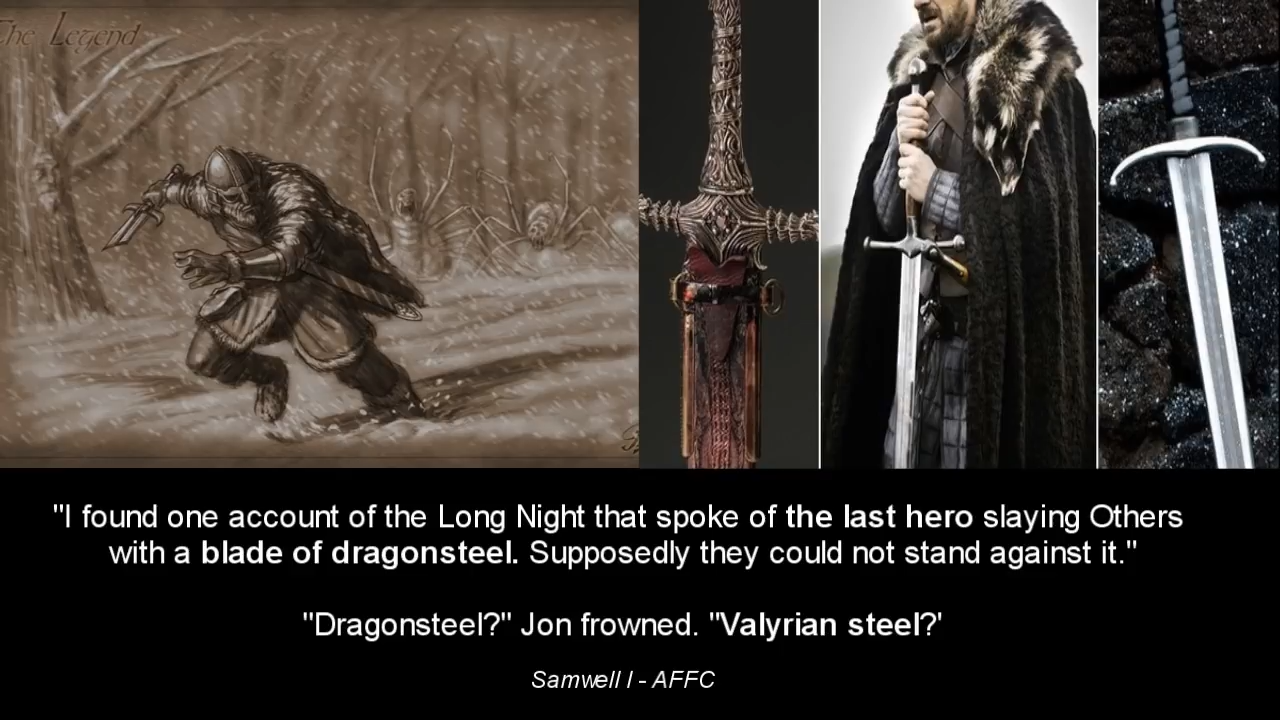 The Legend
"I found one account of the Long Night that spoke of the last hero slaying Others
with a blade of dragonsteel. Supposedly they could not stand against it."
"Dragonsteel?" Jon frowned. "Valyrian steel?'
Samwell I - AFFC